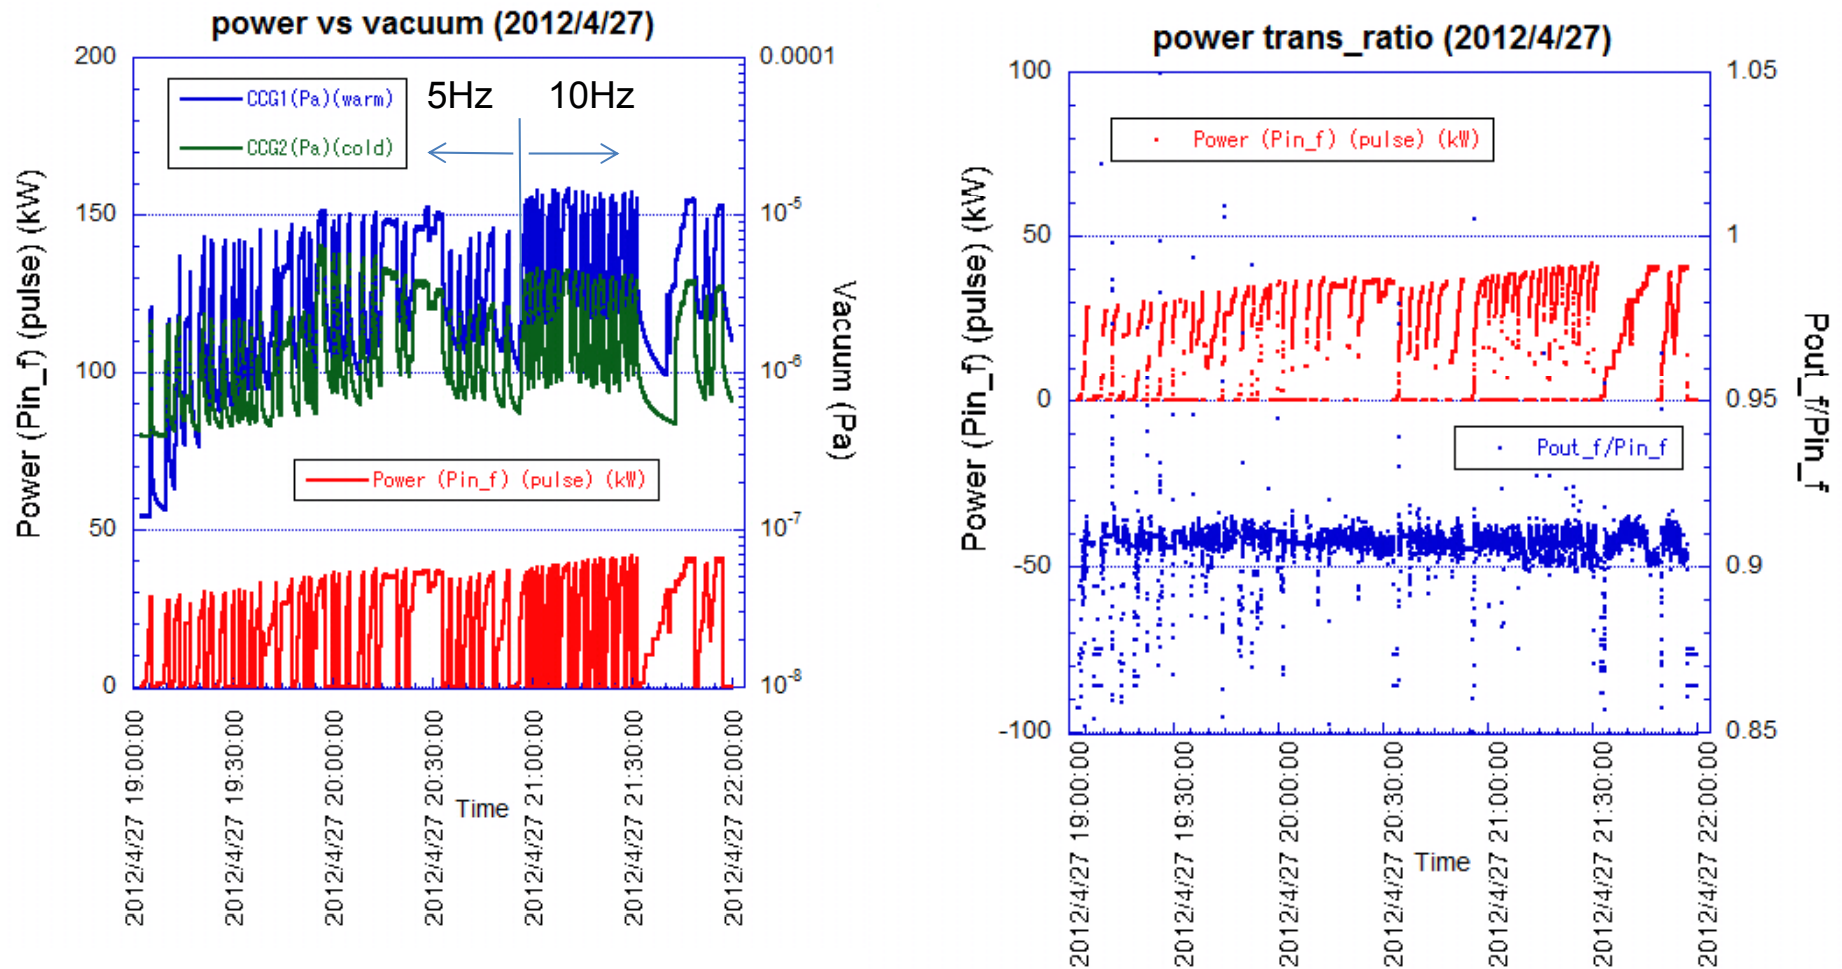 power vs vacuum (2012/4/27)
200
150
100
50
0
Power (Pin_f) (pulse) (kW)
0.0001
10-5
10-6
10-7
10-8
Vacuum (Pa)
CCG1(Pa)(warm)
CCG2(Pa)(cold)
5Hz
10Hz
Power (Pin_f) (pulse) (kW)
2012/4/27 19:00:00
2012/4/27 19:30:00
2012/4/27 20:00:00
2012/4/27 20:30:00
2012/4/27 21:00:00
2012/4/27 21:30:00
2012/4/27 22:00:00
Time
power trans_ratio (2012/4/27)
100
50
0
-50
-100
Power (Pin_f) (pulse) (kW)
1.05
1
0.95
0.9
0.85
Pout_f/Pin_f
Power (Pin_f) (pulse) (kW)
Pout_f/Pin_f
2012/4/27 19:00:00
2012/4/27 19:30:00
2012/4/27 20:00:00
2012/4/27 20:30:00
2012/4/27 21:00:00
2012/4/27 21:30:00
2012/4/27 22:00:00
Time